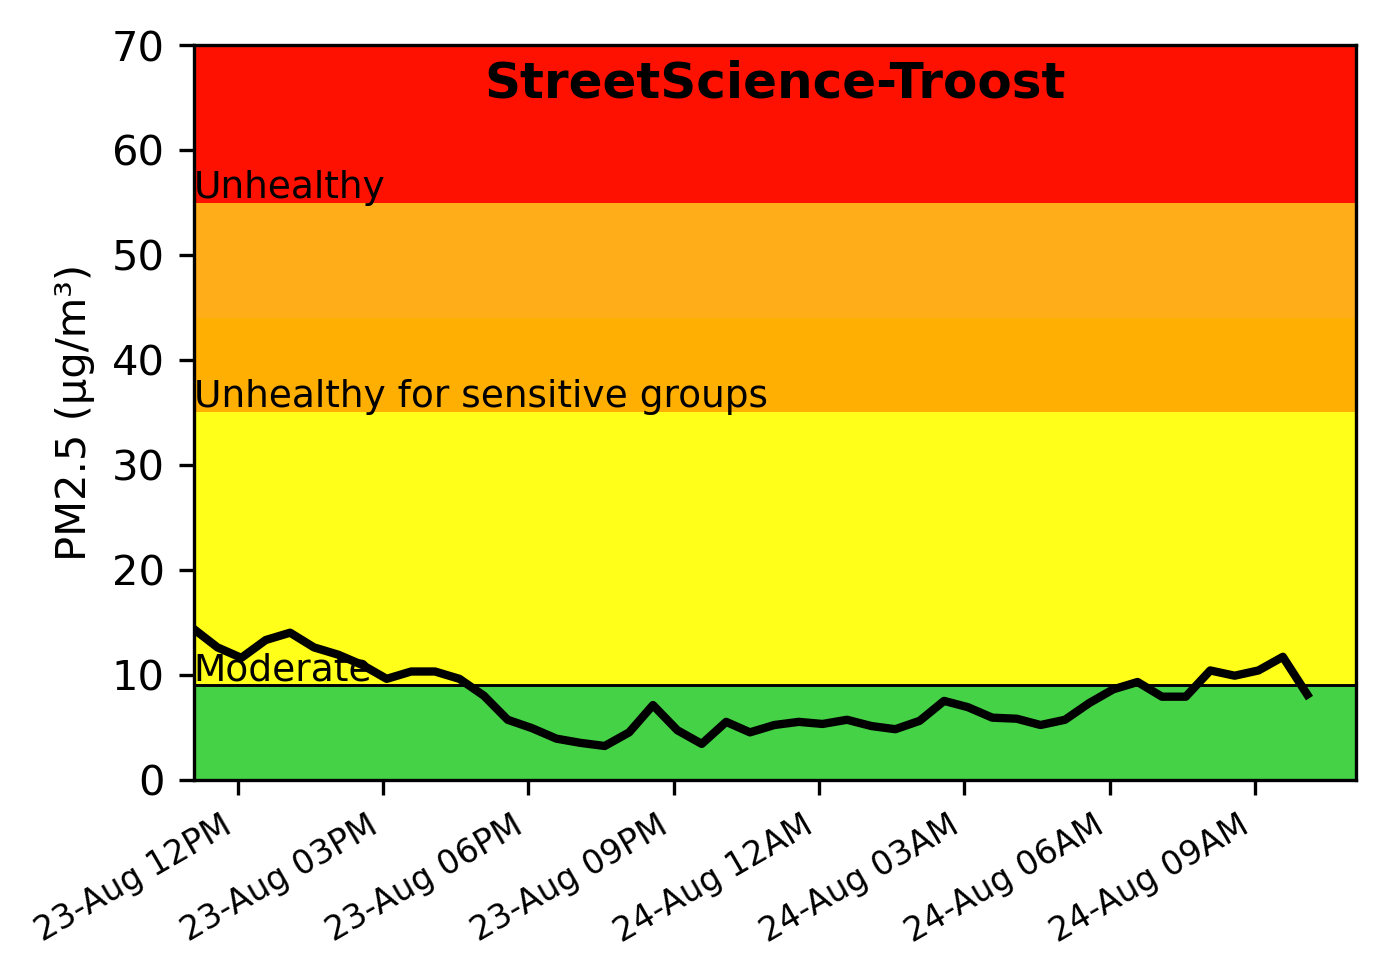 StreetScience-Troost
PM2.5 (µg/m³)
70
60
50
40
30
20
10
0
Unhealthy
Unhealthy for sensitive groups
Moderate
23-Aug 12PM
23-Aug 03PM
23-Aug 06PM
23-Aug 09PM
24-Aug 12AM
24-Aug 03AM
24-Aug 06AM
24-Aug 09AM